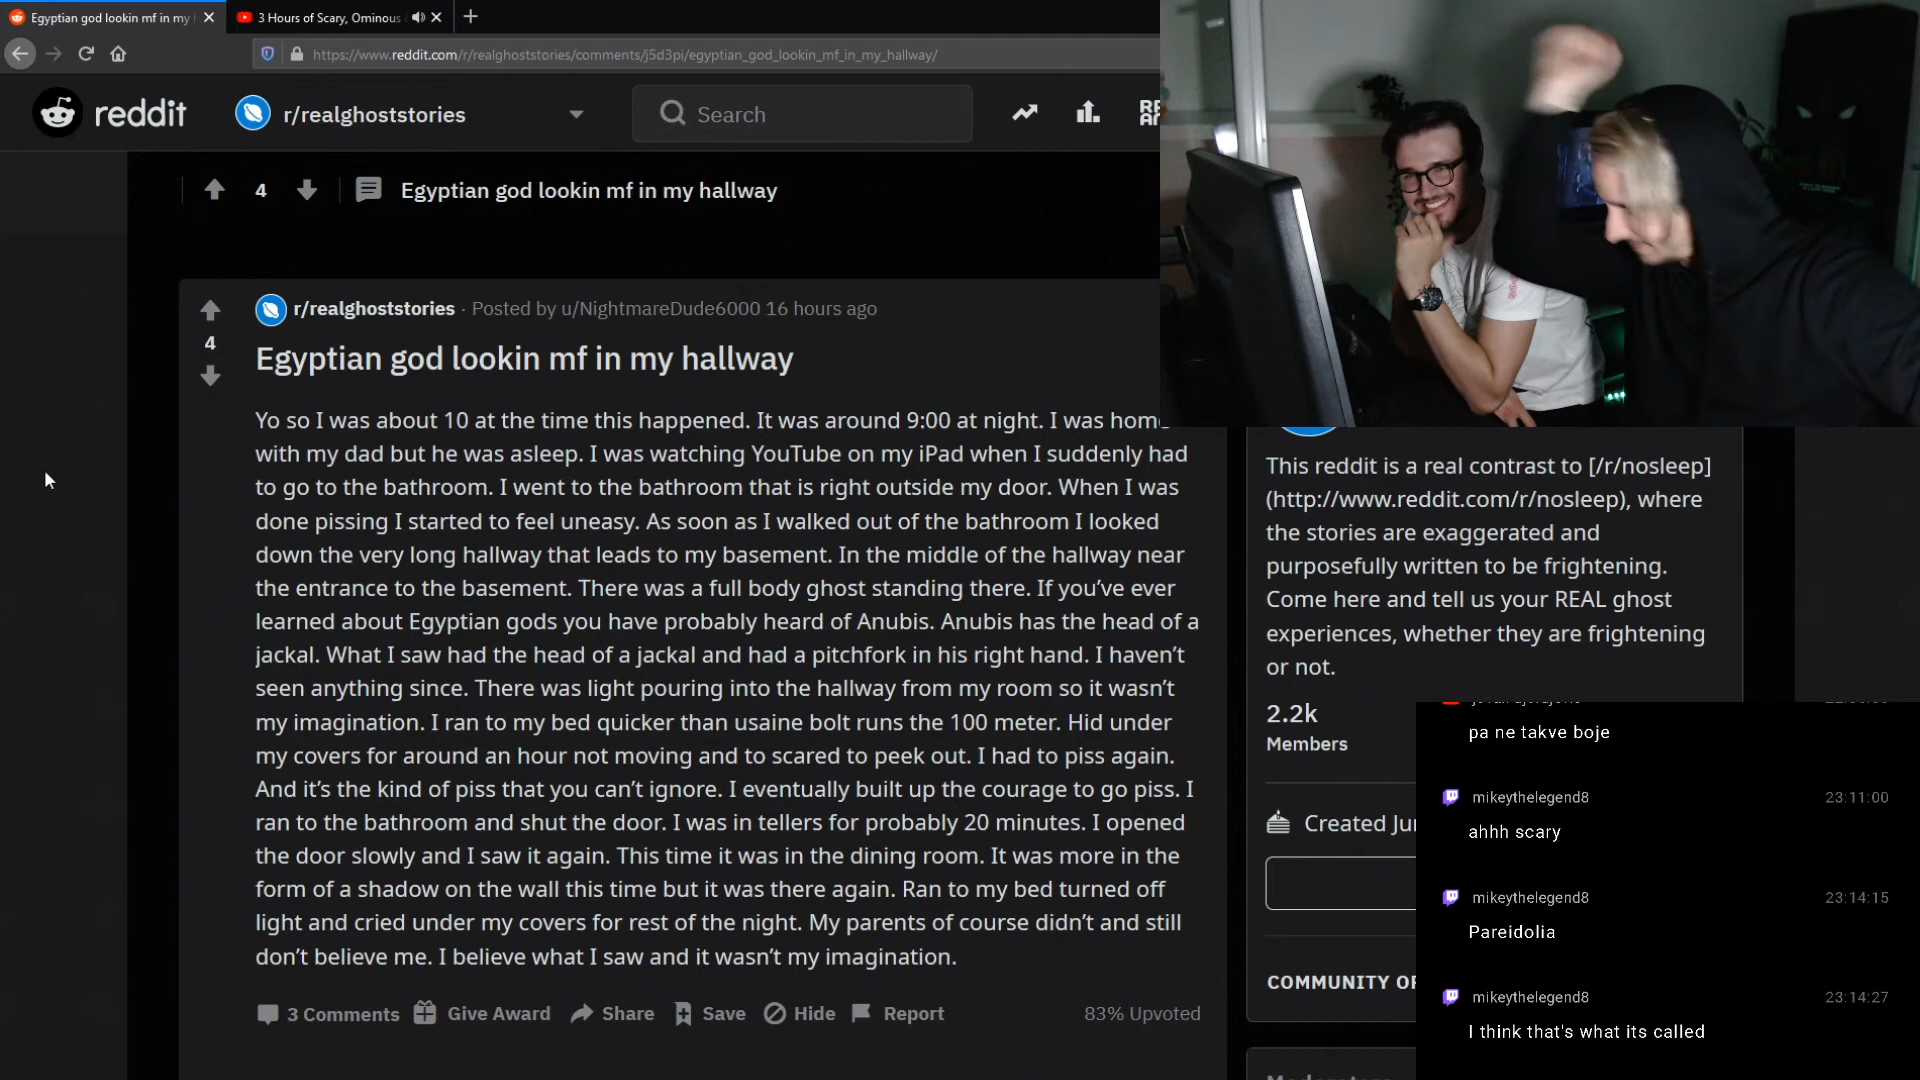 Egyptian god lookin mf in my
3 Hours of Scary, Ominous
https://www.reddit.com/r/realghoststories/comments/j5d3pi/egyptian_god_lookin_mf_in_my_hallway/
reddit
r/realghoststories
Search
4
Egyptian god lookin mf in my hallway
r/realghoststories · Posted by u/NightmareDude6000 16 hours ago
4
Egyptian god lookin mf in my hallway
Yo so I was about 10 at the time this happened. It was around 9:00 at night. I was home
with my dad but he was asleep. I was watching YouTube on my iPad when I suddenly had
to go to the bathroom. I went to the bathroom that is right outside my door. When I was
done pissing I started to feel uneasy. As soon as I walked out of the bathroom I looked
down the very long hallway that leads to my basement. In the middle of the hallway near
the entrance to the basement. There was a full body ghost standing there. If you’ve ever
learned about Egyptian gods you have probably heard of Anubis. Anubis has the head of a
jackal. What I saw had the head of a jackal and had a pitchfork in his right hand. I haven’t
seen anything since. There was light pouring into the hallway from my room so it wasn’t
my imagination. I ran to my bed quicker than usaine bolt runs the 100 meter. Hid under
my covers for around an hour not moving and to scared to peek out. I had to piss again.
And it’s the kind of piss that you can’t ignore. I eventually built up the courage to go piss. I
ran to the bathroom and shut the door. I was in tellers for probably 20 minutes. I opened
the door slowly and I saw it again. This time it was in the dining room. It was more in the
form of a shadow on the wall this time but it was there again. Ran to my bed turned off
light and cried under my covers for rest of the night. My parents of course didn’t and still
don’t believe me. I believe what I saw and it wasn’t my imagination.
3 Comments Give Award Share Save Hide Report 83% Upvoted
This reddit is a real contrast to [/r/nosleep]
(http://www.reddit.com/r/nosleep), where
the stories are exaggerated and
purposefully written to be frightening.
Come here and tell us your REAL ghost
experiences, whether they are frightening
or not.
2.2k
Members
Created Ju
COMMUNITY
pa ne takve boje
mikeythelegend8 23:11:00
ahhh scary
mikeythelegend8 23:14:15
Pareidolia
mikeythelegend8 23:14:27
I think that's what its called